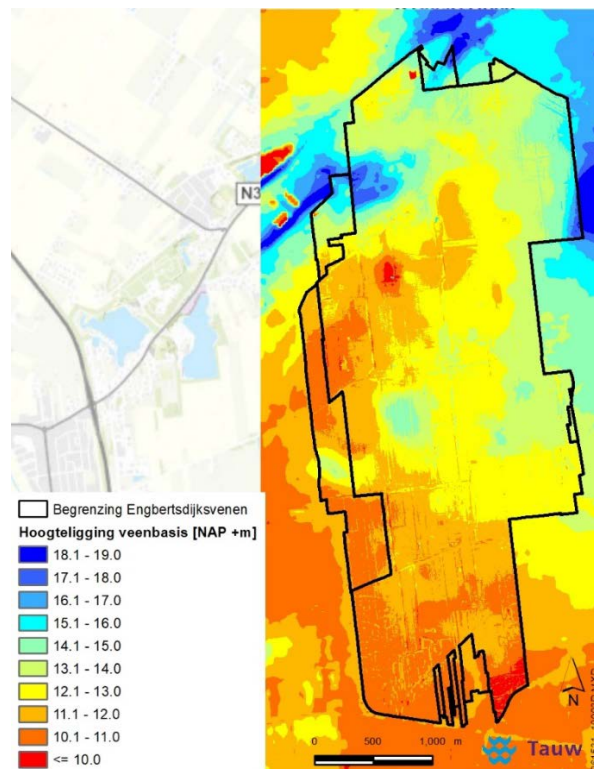 N3
Begrenzing Engbertsdijksvenen
Hoogteligging veenbasis [NAP +m]
18.1 - 19.0
17.1 - 18.0
16.1 - 17.0
15.1 - 16.0
14.1 - 15.0
13.1 - 14.0
12.1 - 13.0
11.1 - 12.0
10.1 - 11.0
<= 10.0
N
0 500 1,000 m
Tauw